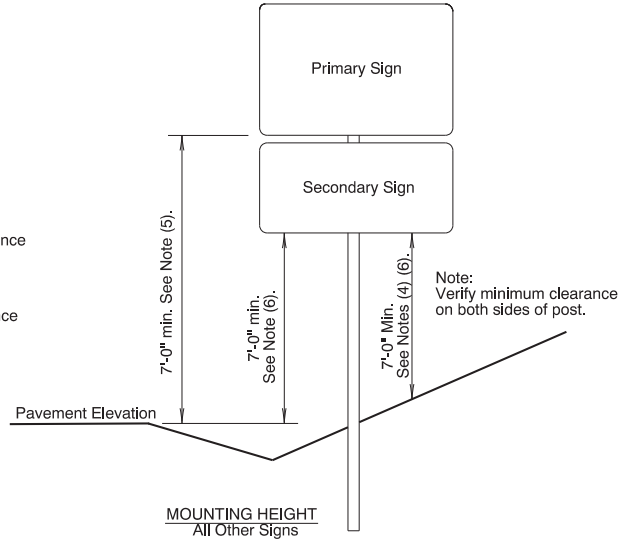 Primary Sign
Secondary Sign
7'-0" min. See Note (5).
7'-0" min.
See Note (6).
7'-0" Min.
See Notes (4) (6).
Note:
Verify minimum clearance
on both sides of post.
Pavement Elevation
MOUNTING HEIGHT
All Other Signs